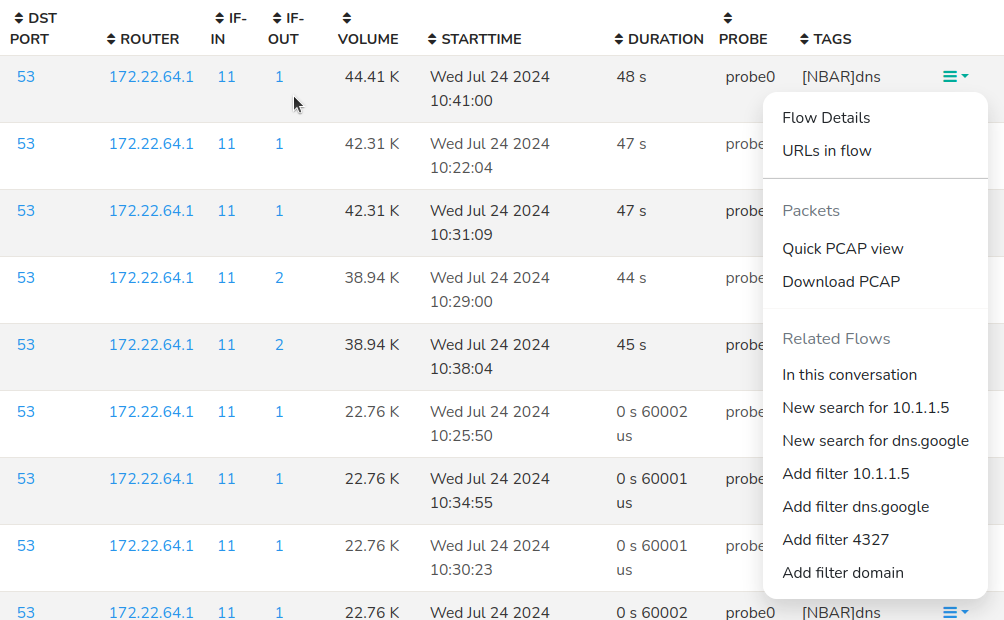 DST PORT ROUTER IF-IN IF-OUT VOLUME STARTTIME DURATION PROBE TAGS
53 172.22.64.1 11 1 44.41 K Wed Jul 24 2024 48 s probe0 [NBAR]dns
10:41:00
Flow Details
53 172.22.64.1 11 1 42.31 K Wed Jul 24 2024 47 s probe
URLs in flow
10:22:04
53 172.22.64.1 11 1 42.31 K Wed Jul 24 2024 47 s probe
Packets
10:31:09
Quick PCAP view
53 172.22.64.1 11 2 38.94 K Wed Jul 24 2024 44 s probe
Download PCAP
10:29:00
53 172.22.64.1 11 2 38.94 K Wed Jul 24 2024 45 s probe
Related Flows
10:38:04
In this conversation
53 172.22.64.1 11 1 22.76 K Wed Jul 24 2024 0 s 60002 probe
New search for 10.1.1.5
10:25:50 us
New search for dns.google
53 172.22.64.1 11 1 22.76 K Wed Jul 24 2024 0 s 60001 probe
Add filter 10.1.1.5
10:34:55 us
Add filter dns.google
53 172.22.64.1 11 1 22.76 K Wed Jul 24 2024 0 s 60001 probe
Add filter 4327
10:30:23 us
Add filter domain
53 172.22.64.1 11 1 22.76 K Wed Jul 24 2024 0 s 60002 probe0 [NBAR]dns